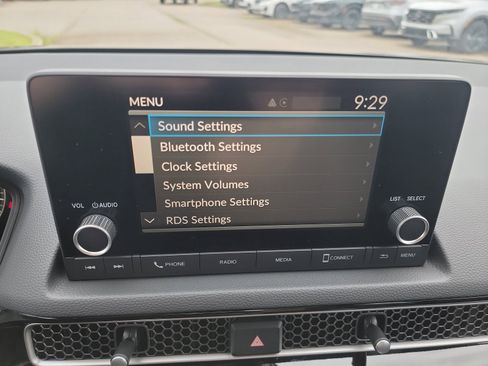 MENU 9:29
Sound Settings
Bluetooth Settings
Clock Settings
System Volumes
Smartphone Settings
RDS Settings
VOL AUDIO
LIST SELECT
PHONE RADIO MEDIA CONNECT MENU